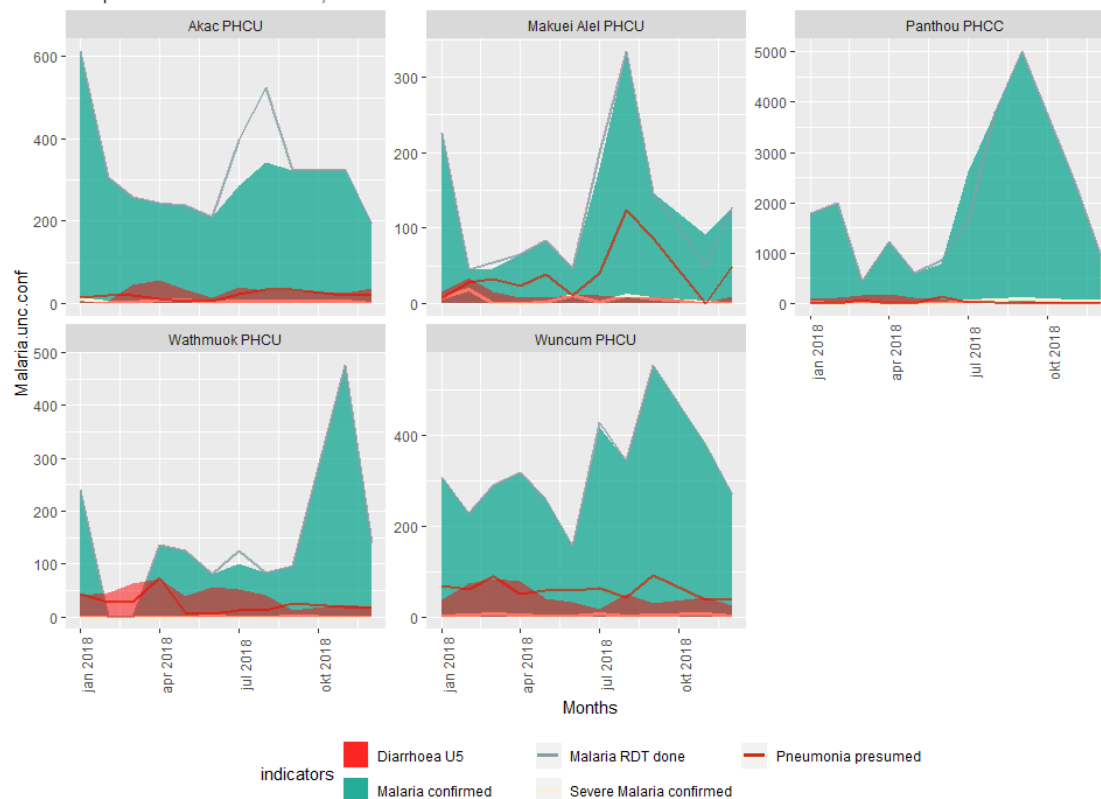 Akac PHCU
Makuei Alel PHCU
Panthou PHCC
600
400
200
0
300
200
100
0
5000
4000
3000
2000
1000
0
Malaria.unc.conf
jan 2018
apr 2018
jul 2018
okt 2018
Wathmuok PHCU
Wuncum PHCU
500
400
300
200
100
0
400
200
0
jan 2018
apr 2018
jul 2018
okt 2018
jan 2018
apr 2018
jul 2018
okt 2018
Months
indicators
Diarrhoea U5
Malaria RDT done
Pneumonia presumed
Malaria confirmed
Severe Malaria confirmed